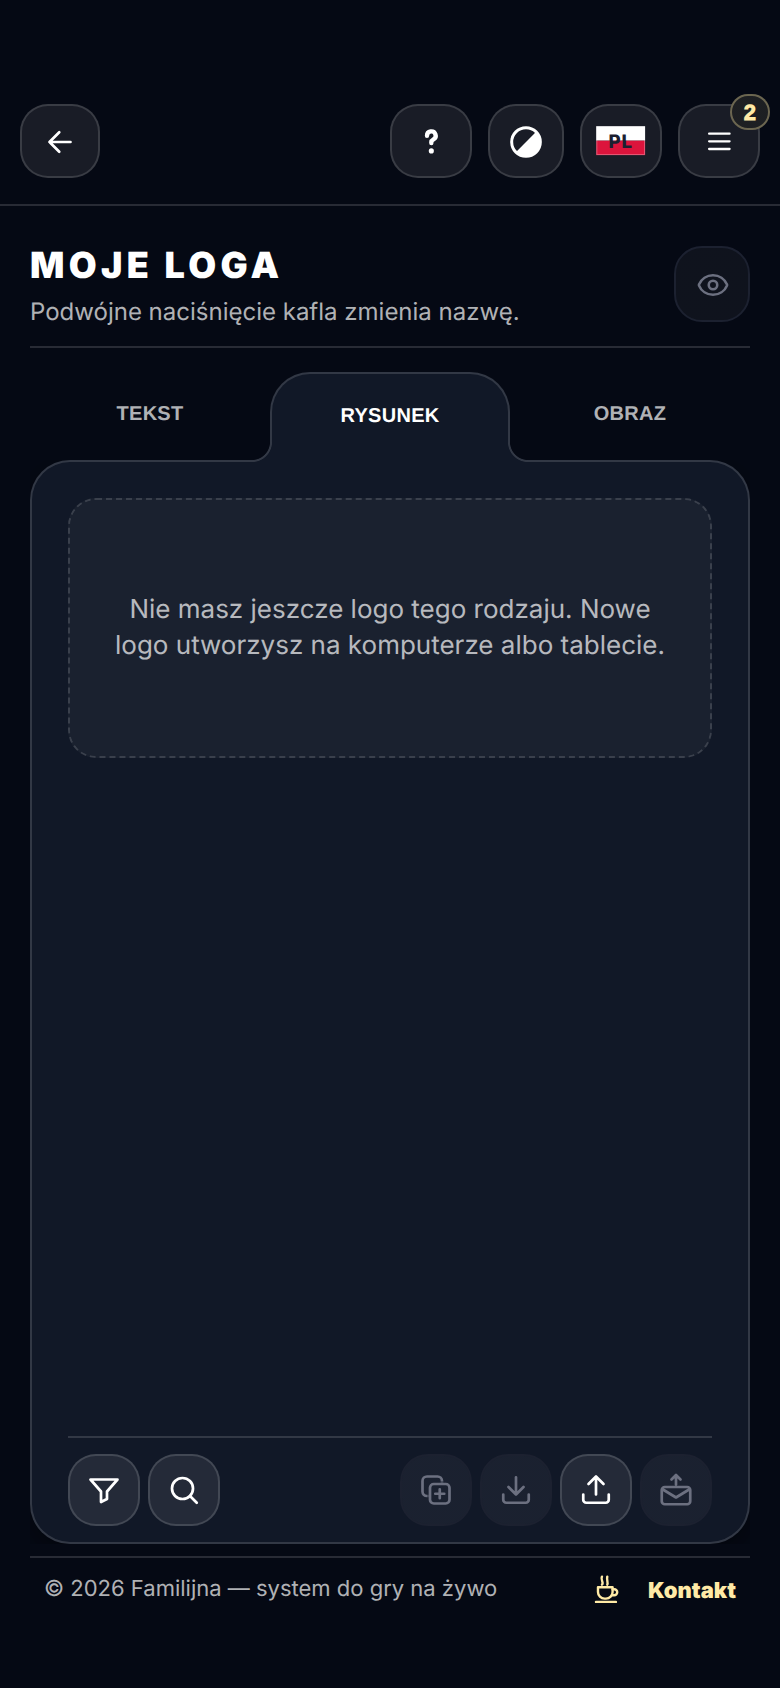 ?
PL
2
MOJE LOGA
Podwójne naciśnięcie kafla zmienia nazwę.
TEKST
RYSUNEK
OBRAZ
Nie masz jeszcze logo tego rodzaju. Nowe
logo utworzysz na komputerze albo tablecie.
© 2026 Familijna — system do gry na żywo
Kontakt